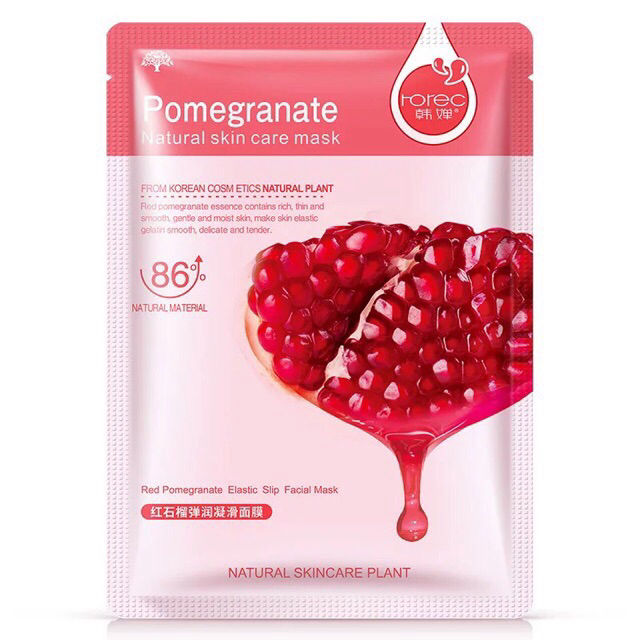 Pomegranate
Natural skin care mask
Horec
韩婵®
FROM KOREAN COSM ETICS NATURAL PLANT
Red pomegranate essence contains rich, thin and
smooth, gentle and moist skin, make skin elastic
gelatin smooth, delicate and tender.
86%
NATURAL MATERIAL
Red Pomegranate Elastic Slip Facial Mask
红石榴弹润凝滑面膜
NATURAL SKINCARE PLANT